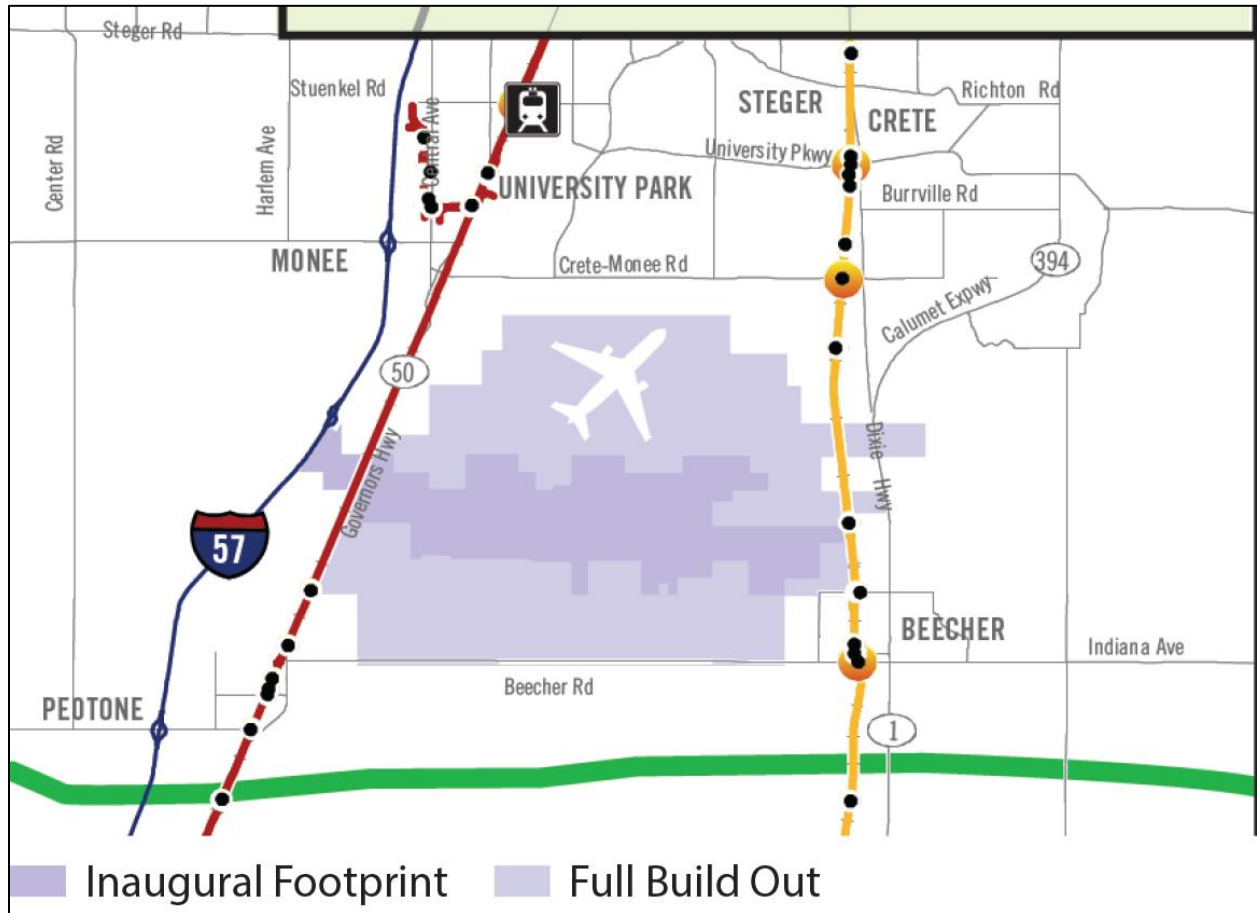 Steger Rd
Stuenkel Rd
Center Rd
Harlem Ave
Central Ave
STEGER
CRETE
Richton Rd
University Pkwy
UNIVERSITY PARK
Burrville Rd
MONEE
Crete-Monee Rd
394
Calumet Expwy
50
Governors Hwy
Dixie Hwy
57
BEECHER
Indiana Ave
Beecher Rd
PEOTONE
1
Inaugural Footprint
Full Build Out